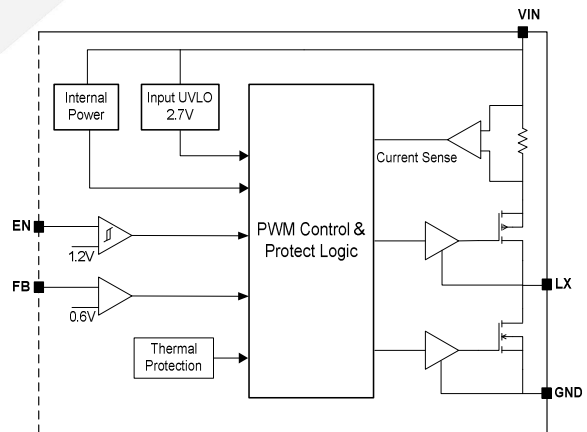 VIN
Internal
Power
Input UVLO
2.7V
Current Sense
EN
1.2V
PWM Control &
Protect Logic
LX
FB
0.6V
Thermal
Protection
GND